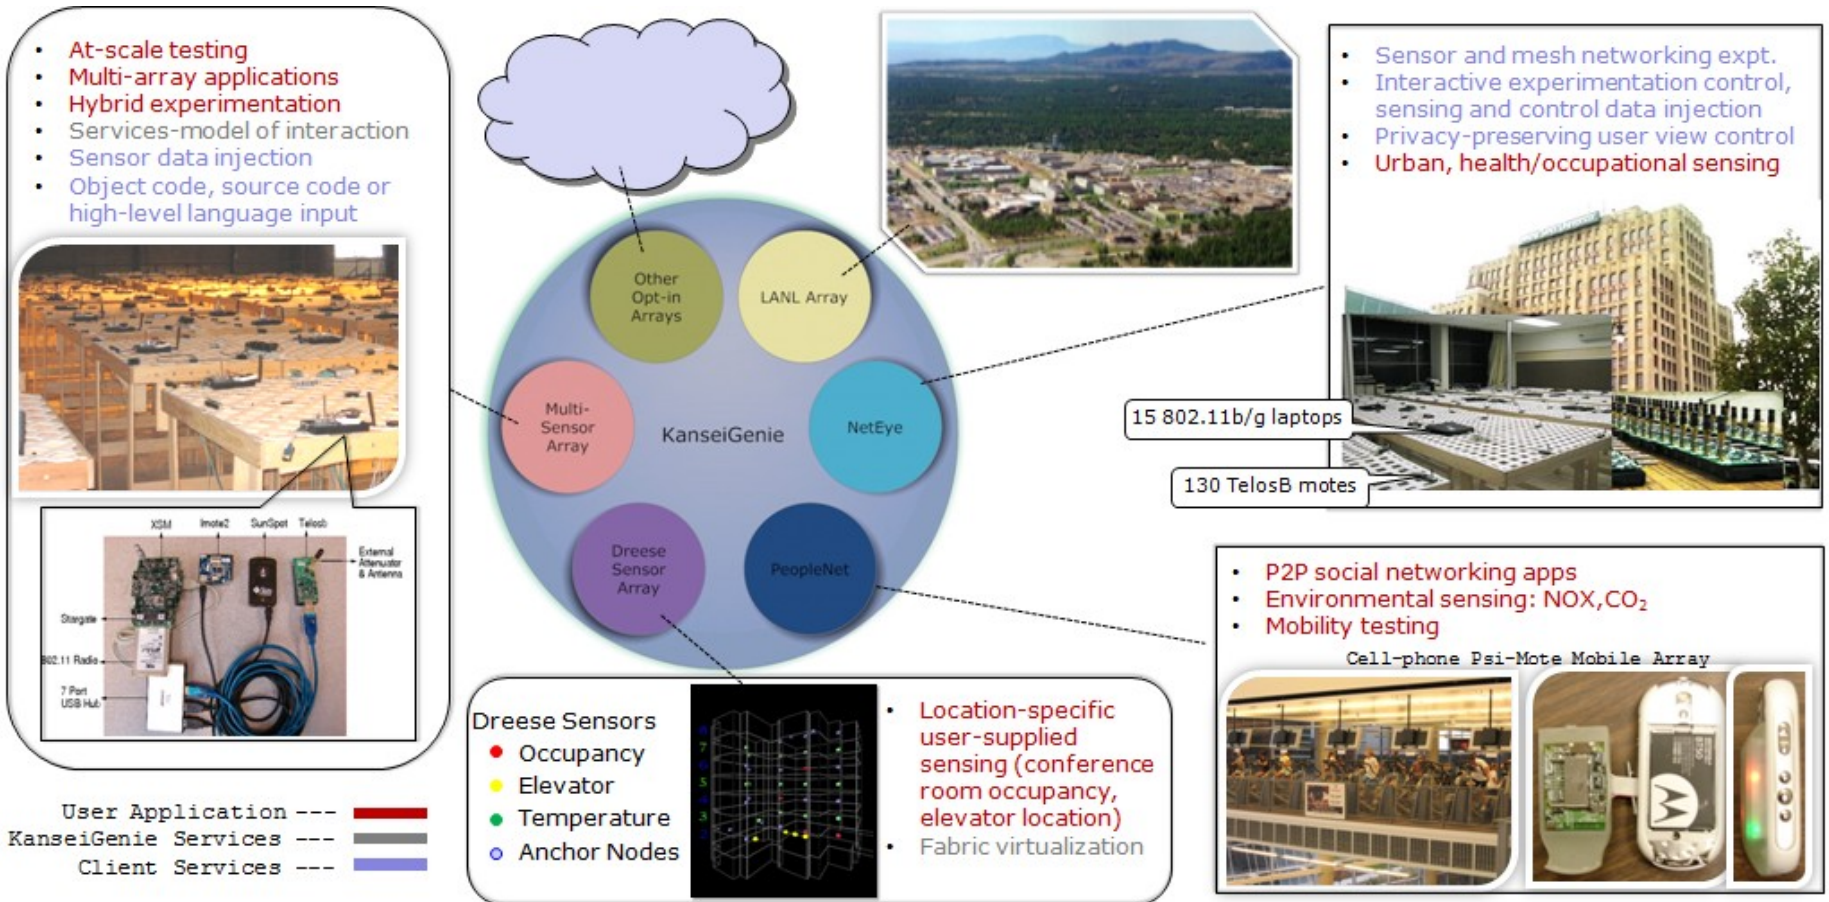 • At-scale testing
• Multi-array applications
• Hybrid experimentation
• Services-model of interaction
• Sensor data injection
• Object code, source code or
high-level language input
XSM
Imote2
SunSpot
Telosb
External
Attenuator
& Antenna
Stargate
802.11 Radio
7 Port
USB Hub
User Application ---
KanseiGenie Services ---
Client Services ---
Other
Opt-in
Arrays
LANL Array
Multi-
Sensor
Array
KanseiGenie
NetEye
Dreese
Sensor
Array
PeopleNet
• Sensor and mesh networking expt.
• Interactive experimentation control,
sensing and control data injection
• Privacy-preserving user view control
• Urban, health/occupational sensing
15 802.11b/g laptops
130 TelosB motes
Dreese Sensors
Occupancy
Elevator
Temperature
Anchor Nodes
• Location-specific
user-supplied
sensing (conference
room occupancy,
elevator location)
• Fabric virtualization
• P2P social networking apps
• Environmental sensing: NOX,CO₂
• Mobility testing
Cell-phone Psi-Mote Mobile Array